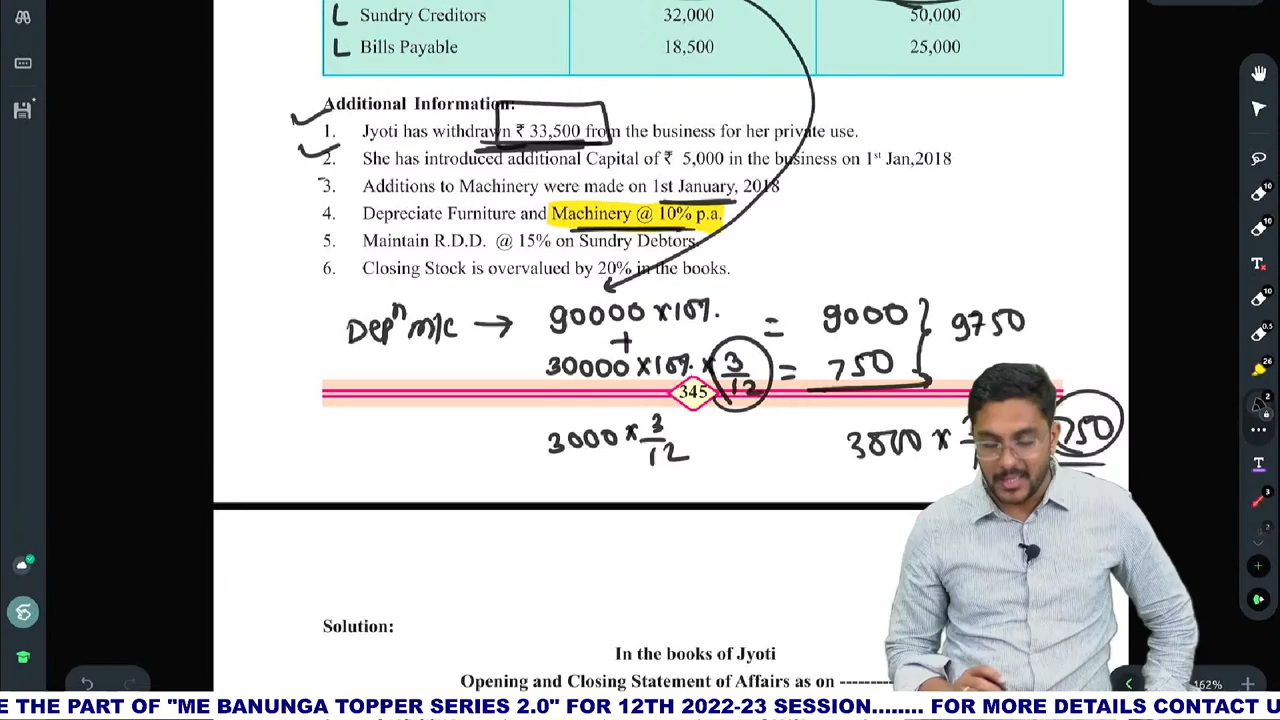 Sundry Creditors 32,000 50,000
Bills Payable 18,500 25,000
Additional Information:
1. Jyoti has withdrawn ₹ 33,500 from the business for her private use.
2. She has introduced additional Capital of ₹ 5,000 in the business on 1st Jan,2018
3. Additions to Machinery were made on 1st January, 2018
4. Depreciate Furniture and Machinery @ 10% p.a.
5. Maintain R.D.D. @ 15% on Sundry Debtors.
6. Closing Stock is overvalued by 20% in the books.
Depn M/c → 90000 x 10%. = 9000 } 9750
+
30000 x 10%. x 3/12 = 750
345
3000 x 3/12 3000 x 750
Solution:
In the books of Jyoti
Opening and Closing Statement of Affairs as on ---------
162%
E THE PART OF "ME BANUNGA TOPPER SERIES 2.0" FOR 12TH 2022-23 SESSION........ FOR MORE DETAILS CONTACT U